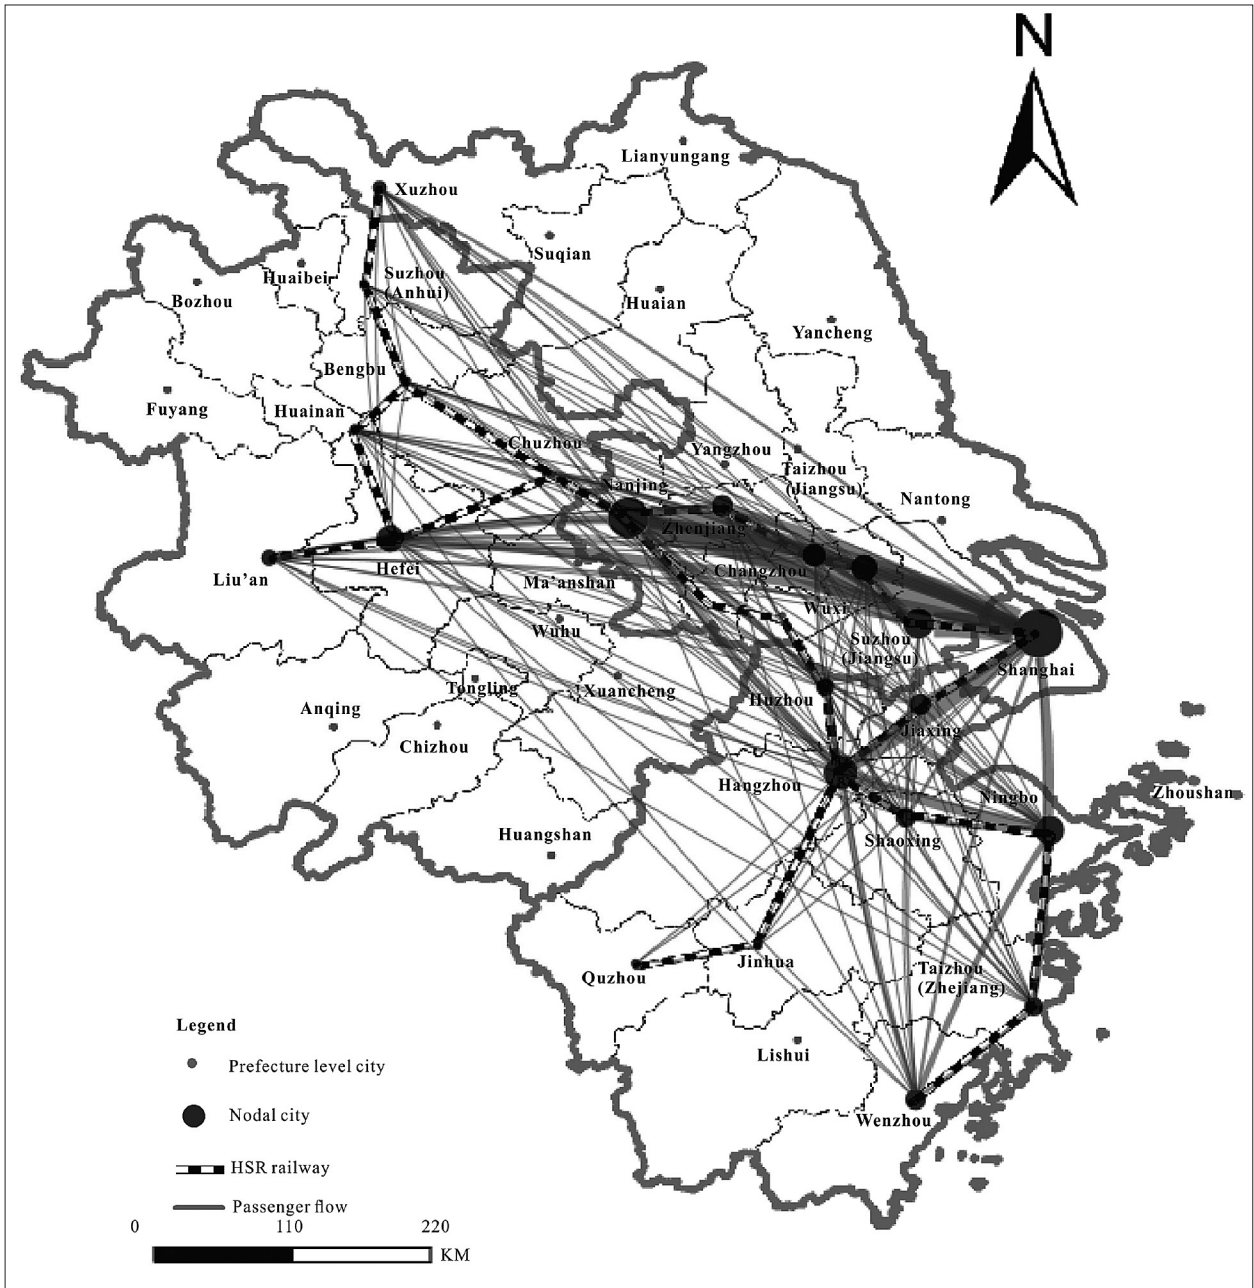 N
Lianyungang
Xuzhou
Suqian
Huaibei
Suzhou
(Anhui)
Bozhou
Huaian
Yancheng
Bengbu
Fuyang
Huainan
Chuzhou
Yangzhou
Taizhou
(Jiangsu)
Nanjing
Nantong
Zhenjiang
Hefei
Changzhou
Liu'an
Ma'anshan
Wuxi
Wuhu
Suzhou
(Jiangsu)
Shanghai
Tongling
Xuancheng
Huzhou
Anqing
Jiaxing
Chizhou
Hangzhou
Ningbo
Zhoushan
Huangshan
Shaoxing
Jinhua
Quzhou
Taizhou
(Zhejiang)
Lishui
Wenzhou
Legend
Prefecture level city
Nodal city
HSR railway
Passenger flow
0 110 220
KM